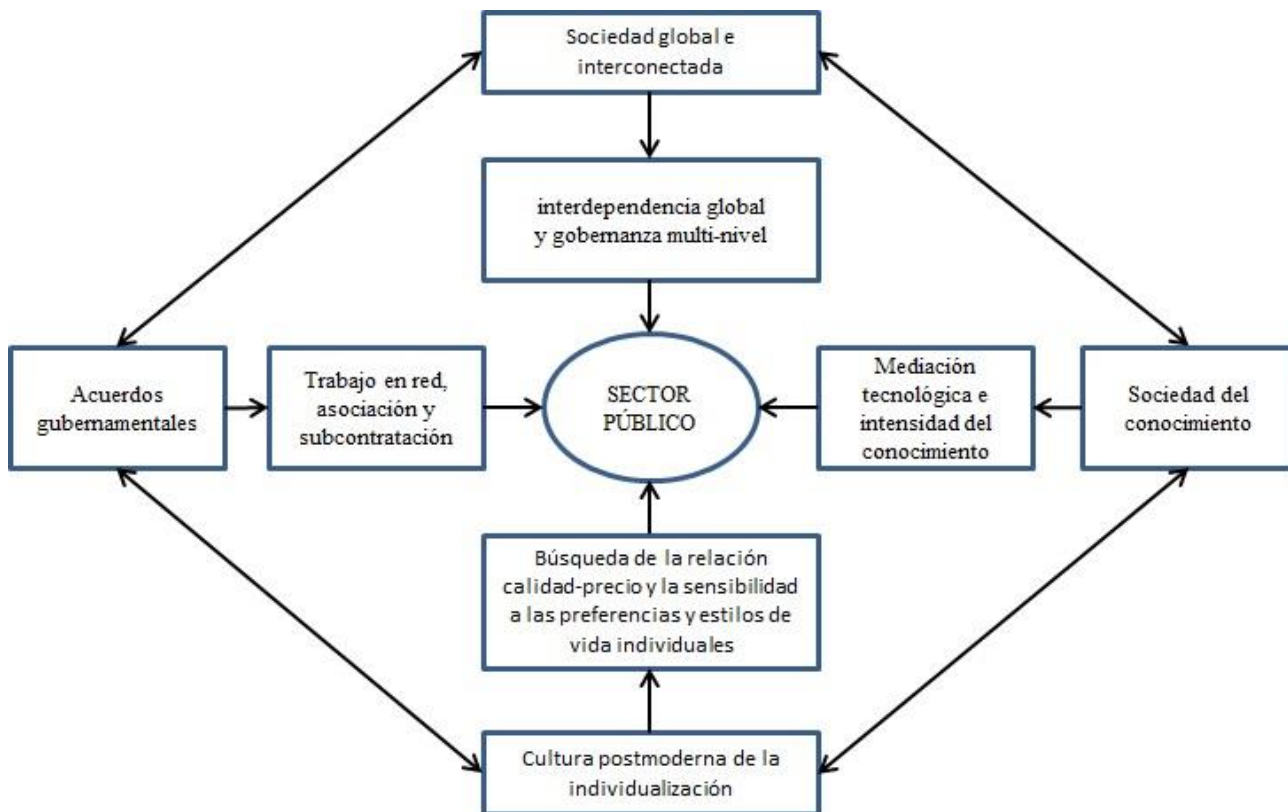 Sociedad global e
interconectada
interdependencia global
y gobernanza multi-nivel
Acuerdos
gubernamentales
Trabajo en red,
asociación y
subcontratación
SECTOR
PÚBLICO
Mediación
tecnológica e
intensidad del
conocimiento
Sociedad del
conocimiento
Búsqueda de la relación
calidad-precio y la sensibilidad
a las preferencias y estilos de
vida individuales
Cultura postmoderna de la
individualización